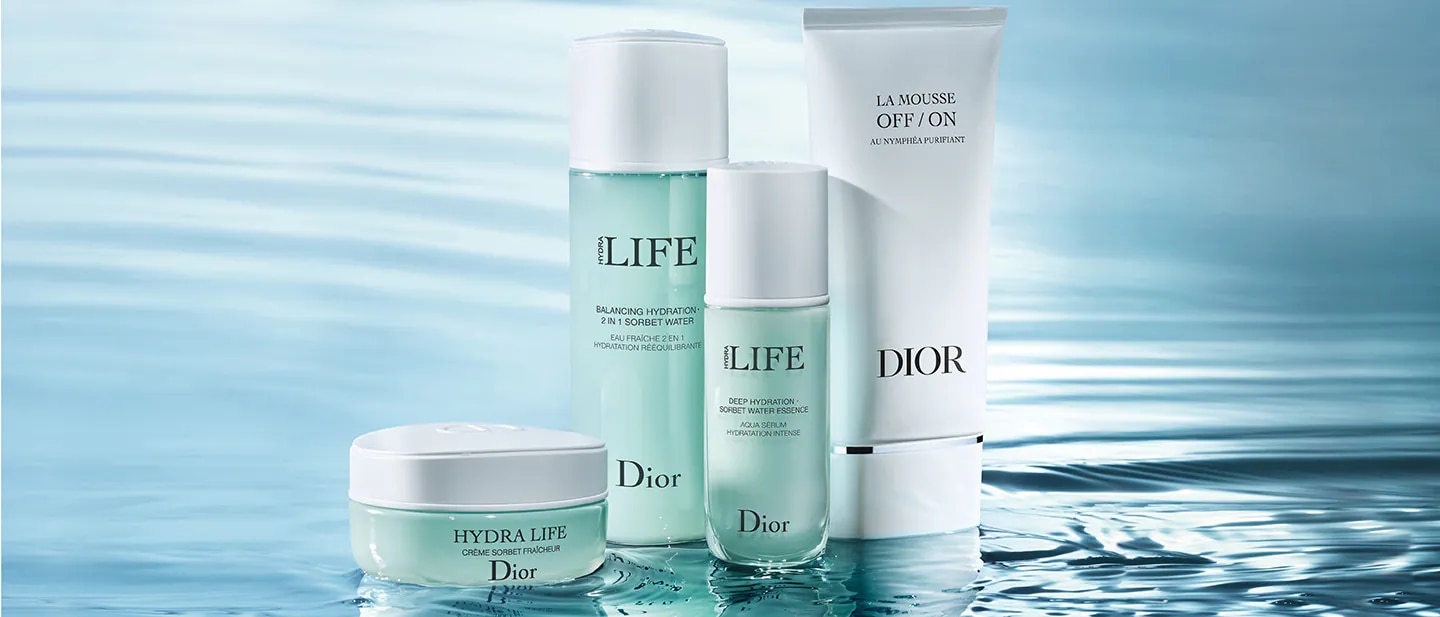 HYDRA LIFE
BALANCING HYDRATION·
2 IN 1 SORBET WATER
EAU FRAÎCHE 2 EN 1
HYDRATATION RÉÉQUILIBRANTE
Dior
HYDRA LIFE
DEEP HYDRATION ·
SORBET WATER ESSENCE
AQUA SÉRUM
HYDRATATION INTENSE
Dior
LA MOUSSE
OFF / ON
AU NYMPHÉA PURIFIANT
DIOR
HYDRA LIFE
CRÈME SORBET FRAÎCHEUR
Dior